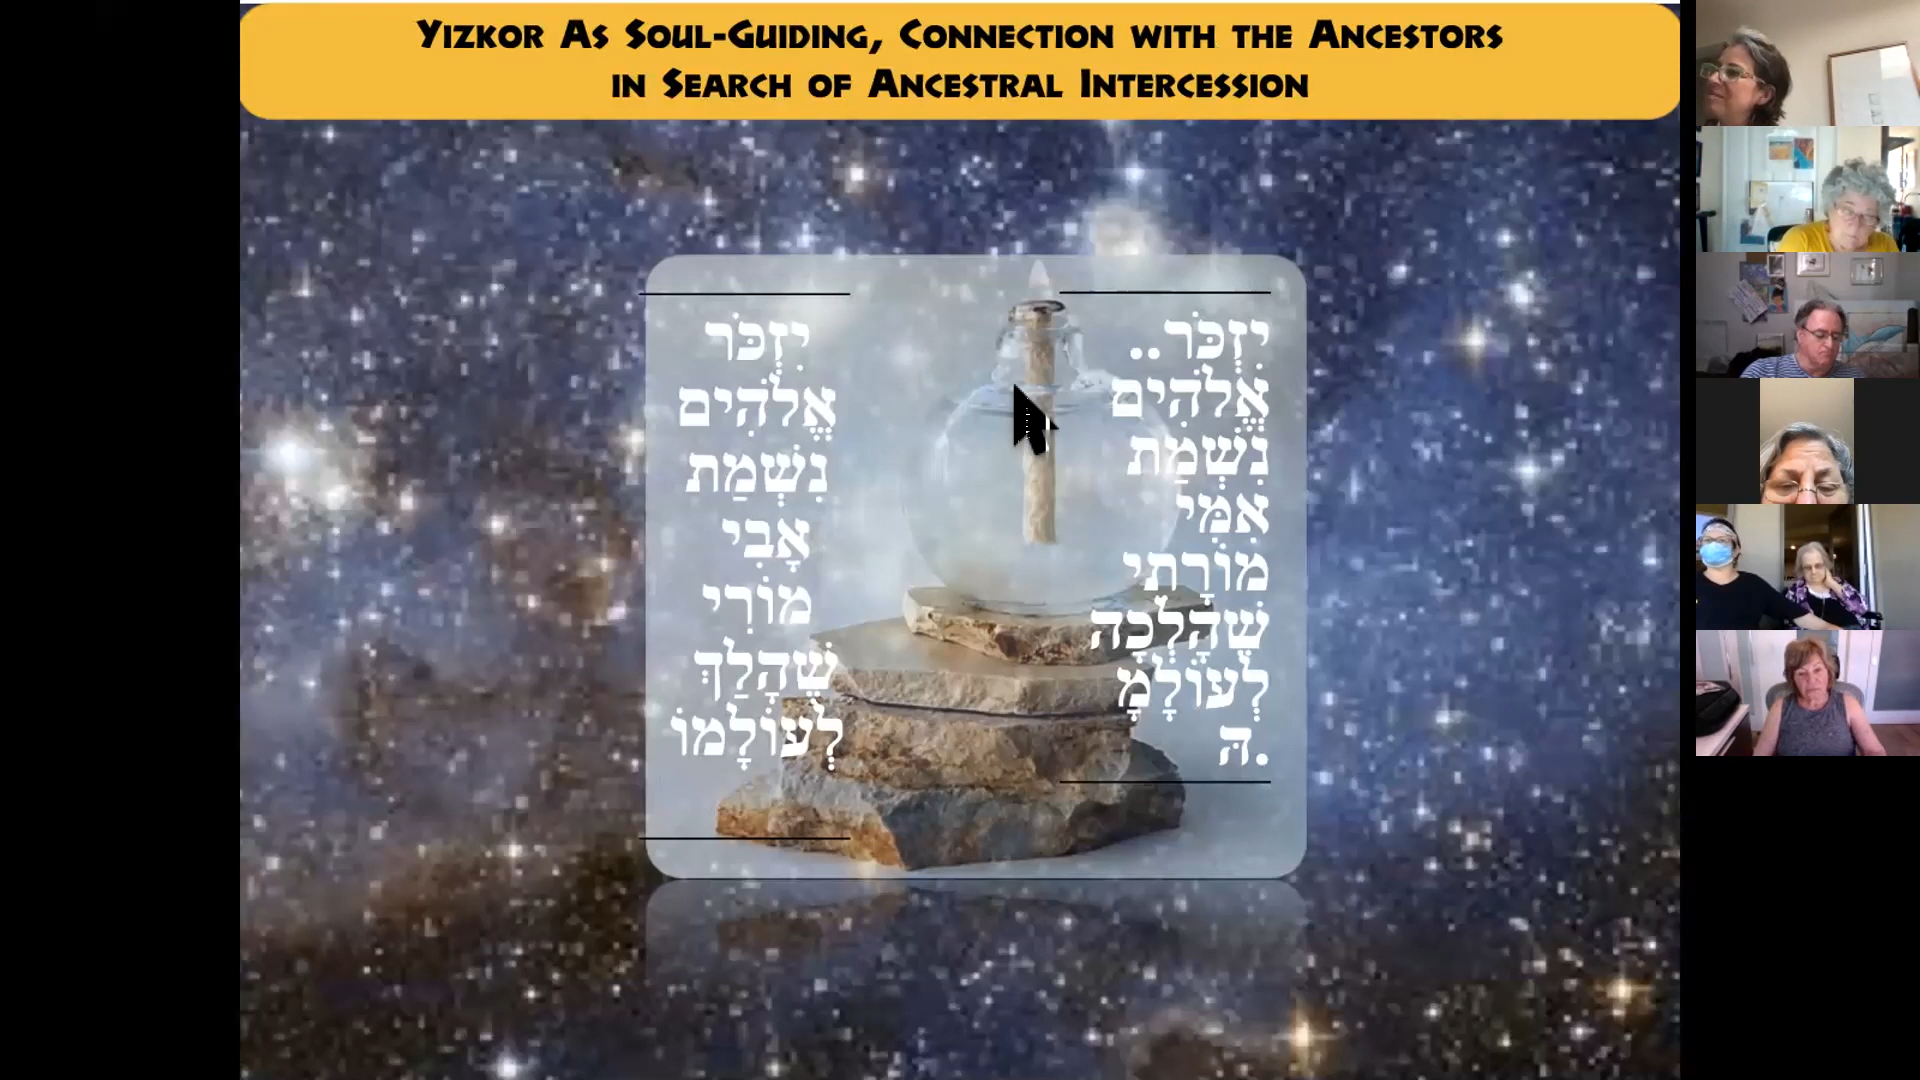 Yizkor As Soul-Guiding, Connection with the Ancestors
in Search of Ancestral Intercession
יִזְכֹּר..
אֱלֹהִים
נִשְׁמַת
אִמִּי
מוֹרָתִי
שֶׁהָלְכָה
לְעוֹלָמָ
הּ.
יִזְכֹּר
אֱלֹהִים
נִשְׁמַת
אָבִי
מוֹרִי
שֶׁהָלַךְ
לְעוֹלָמוֹ